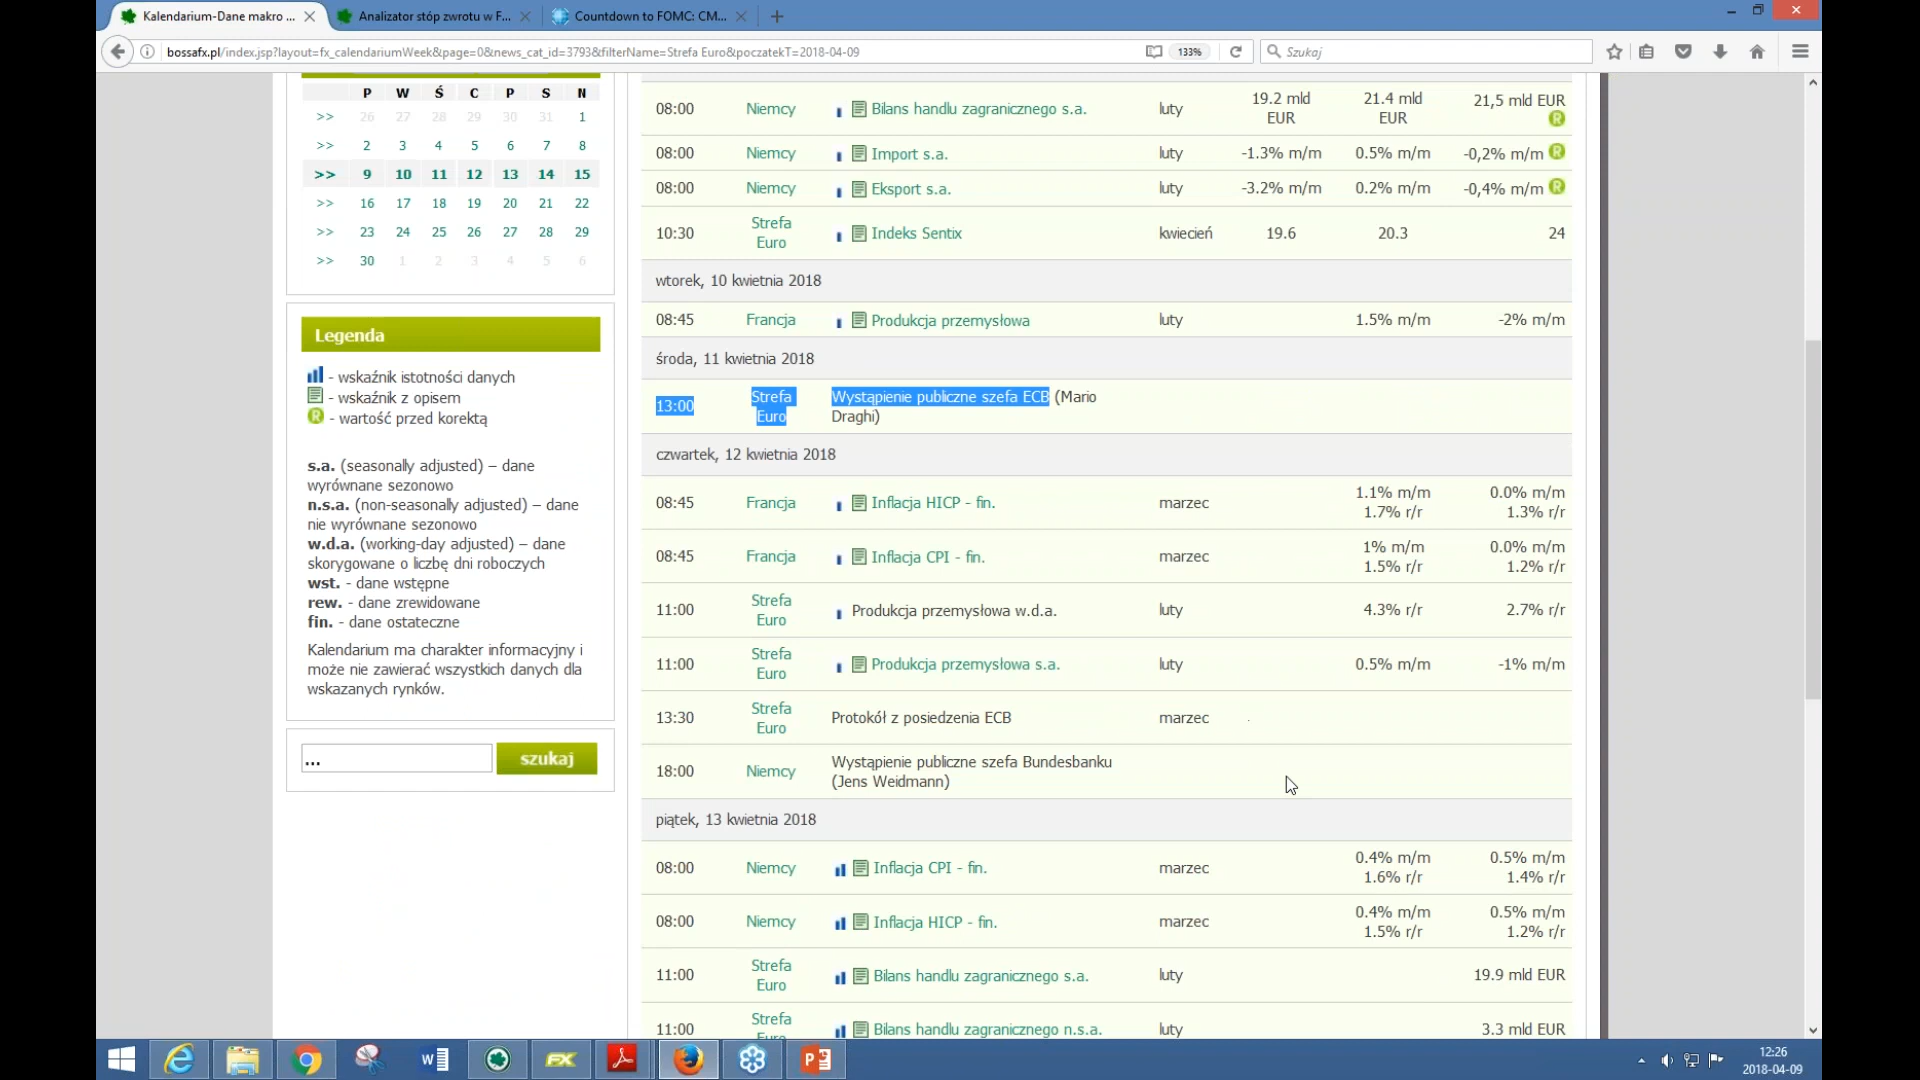 Kalendarium-Dane makro ...
Analizator stóp zwrotu w F...
Countdown to FOMC: CM...
bossafx.pl/index.jsp?layout=fx_calendariumWeek&page=0&news_cat_id=3793&filterName=Strefa Euro&poczatekT=2018-04-09
133%
Szukaj
P W Ś C P S N
>> 26 27 28 29 30 31 1
>> 2 3 4 5 6 7 8
>> 9 10 11 12 13 14 15
>> 16 17 18 19 20 21 22
>> 23 24 25 26 27 28 29
>> 30 1 2 3 4 5 6
Legenda
- wskaźnik istotności danych
- wskaźnik z opisem
R - wartość przed korektą
s.a. (seasonally adjusted) – dane
wyrównane sezonowo
n.s.a. (non-seasonally adjusted) – dane
nie wyrównane sezonowo
w.d.a. (working-day adjusted) – dane
skorygowane o liczbę dni roboczych
wst. - dane wstępne
rew. - dane zrewidowane
fin. - dane ostateczne
Kalendarium ma charakter informacyjny i
może nie zawierać wszystkich danych dla
wskazanych rynków.
...
szukaj
08:00 Niemcy Bilans handlu zagranicznego s.a. luty 19.2 mld EUR 21.4 mld EUR 21,5 mld EUR R
08:00 Niemcy Import s.a. luty -1.3% m/m 0.5% m/m -0,2% m/m R
08:00 Niemcy Eksport s.a. luty -3.2% m/m 0.2% m/m -0,4% m/m R
10:30 Strefa Euro Indeks Sentix kwiecień 19.6 20.3 24
wtorek, 10 kwietnia 2018
08:45 Francja Produkcja przemysłowa luty 1.5% m/m -2% m/m
środa, 11 kwietnia 2018
13:00 Strefa Euro Wystąpienie publiczne szefa ECB (Mario
Draghi)
czwartek, 12 kwietnia 2018
08:45 Francja Inflacja HICP - fin. marzec 1.1% m/m 0.0% m/m
1.7% r/r 1.3% r/r
08:45 Francja Inflacja CPI - fin. marzec 1% m/m 0.0% m/m
1.5% r/r 1.2% r/r
11:00 Strefa Euro Produkcja przemysłowa w.d.a. luty 4.3% r/r 2.7% r/r
11:00 Strefa Euro Produkcja przemysłowa s.a. luty 0.5% m/m -1% m/m
13:30 Strefa Euro Protokół z posiedzenia ECB marzec
18:00 Niemcy Wystąpienie publiczne szefa Bundesbanku
(Jens Weidmann)
piątek, 13 kwietnia 2018
08:00 Niemcy Inflacja CPI - fin. marzec 0.4% m/m 0.5% m/m
1.6% r/r 1.4% r/r
08:00 Niemcy Inflacja HICP - fin. marzec 0.4% m/m 0.5% m/m
1.5% r/r 1.2% r/r
11:00 Strefa Euro Bilans handlu zagranicznego s.a. luty 19.9 mld EUR
11:00 Strefa Euro Bilans handlu zagranicznego n.s.a. luty 3.3 mld EUR
FX
12:26
2018-04-09